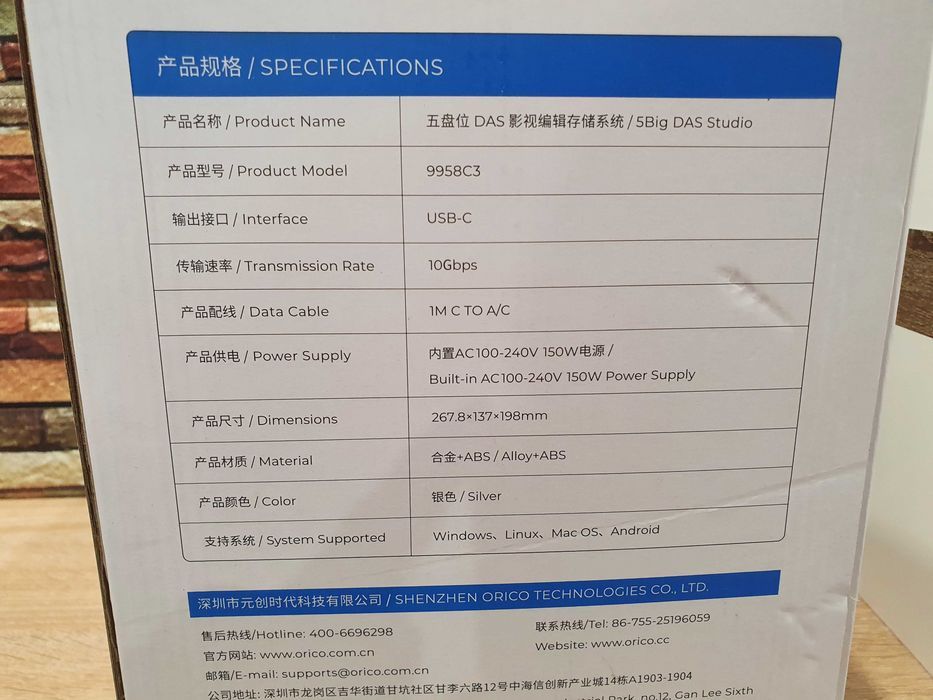 产品规格 / SPECIFICATIONS
产品名称 / Product Name 五盘位 DAS 影视编辑存储系统 / 5Big DAS Studio
产品型号 / Product Model 9958C3
输出接口 / Interface USB-C
传输速率 / Transmission Rate 10Gbps
产品配线 / Data Cable 1M C TO A/C
产品供电 / Power Supply 内置AC100-240V 150W电源 /
Built-in AC100-240V 150W Power Supply
产品尺寸 / Dimensions 267.8×137×198mm
产品材质 / Material 合金+ABS / Alloy+ABS
产品颜色 / Color 银色 / Silver
支持系统 / System Supported Windows、Linux、Mac OS、Android
深圳市元创时代科技有限公司 / SHENZHEN ORICO TECHNOLOGIES CO., LTD.
售后热线/Hotline: 400-6696298 联系热线/Tel: 86-755-25196059
官方网站: www.orico.com.cn Website: www.orico.cc
邮箱/E-mail: supports@orico.com.cn
公司地址: 深圳市龙岗区吉华街道甘坑社区甘李六路12号中海信创新产业城14栋A1903-1904
Park, no.12, Gan Lee Sixth